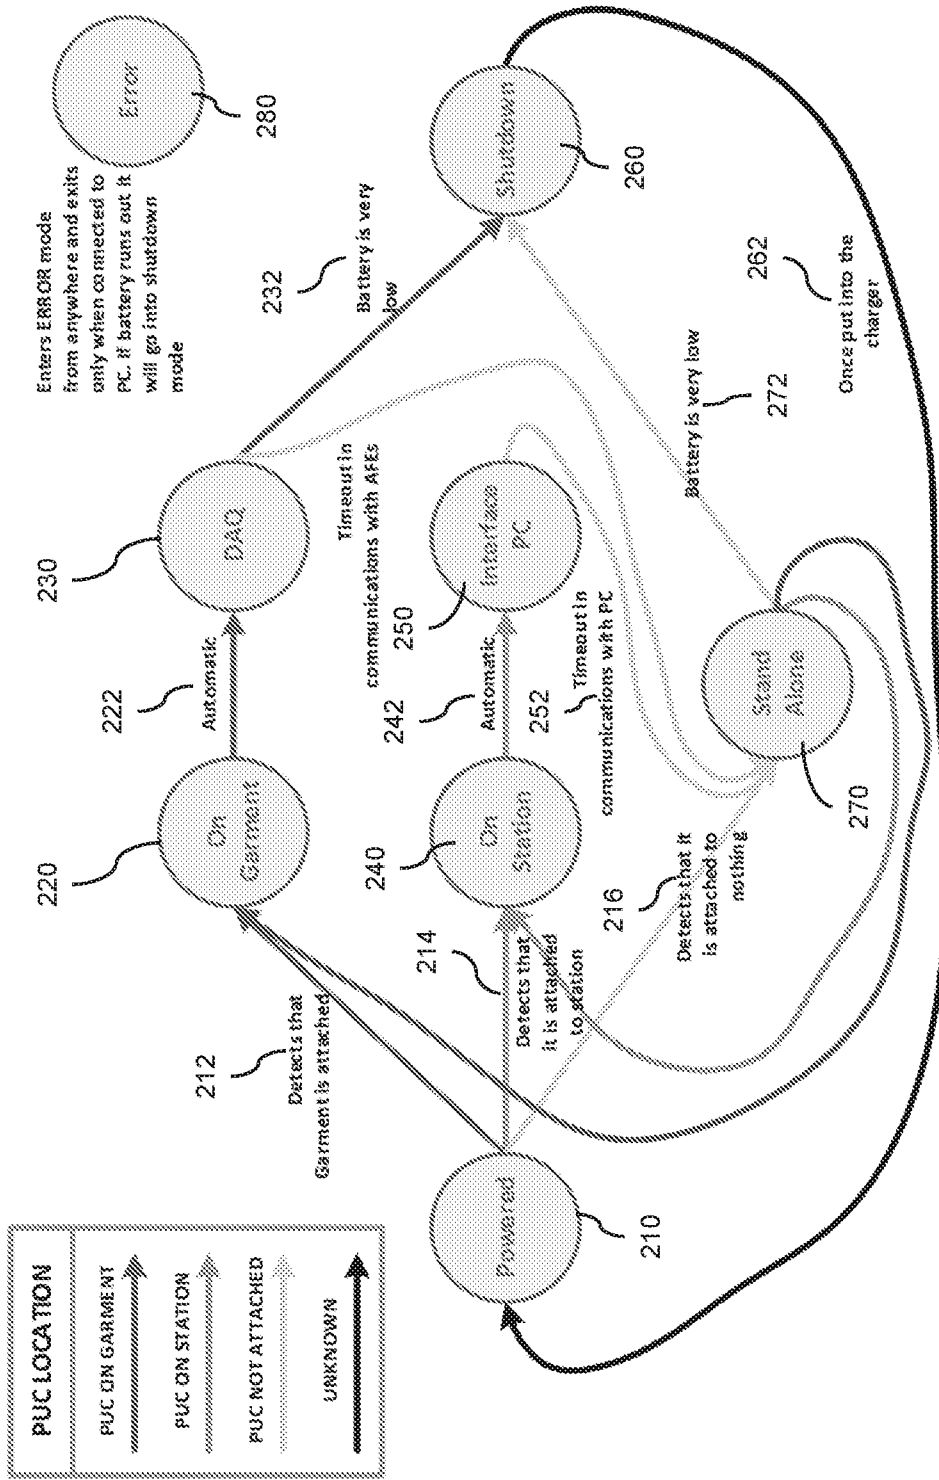 PUC LOCATION
PUC ON GARMENT
PUC ON STATION
PUC NOT ATTACHED
UNKNOWN
Enters ERROR mode
from anywhere and exits
only when connected to
PC. If battery runs out it
will go into shutdown
mode
Error
280
212
Detects that
Garment is attached
220
On
Garment
222
Automatic
230
DAQ
232
Battery is very
low
Timeout in
communications with AFEs
Powered
210
214
Detects that
it is attached
to station
240
On
Station
242
Automatic
250
Interface
PC
252
Timeout in
communications with PC
Shutdown
260
216
Detects that it
is attached to
nothing
Stand
Alone
270
Battery is very low
272
262
Once put into the
charger